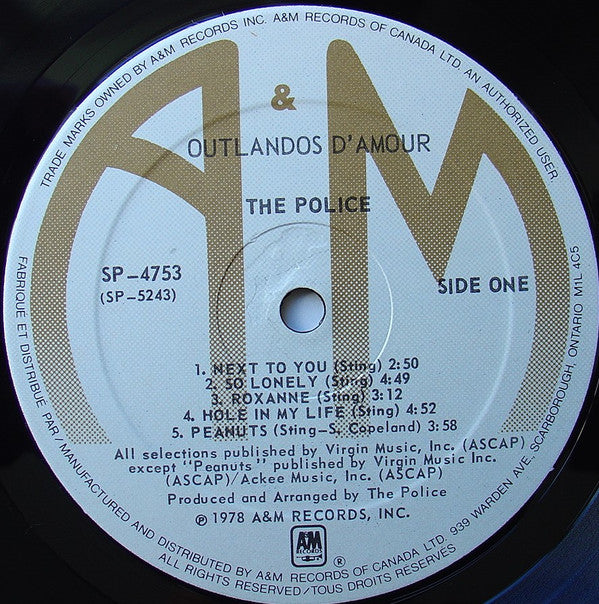 TRADE MARKS OWNED BY A&M RECORDS INC. A&M RECORDS OF CANADA LTD. AN AUTHORIZED USER.
A & M
OUTLANDOS D'AMOUR
THE POLICE
SP-4753
(SP-5243)
SIDE ONE
1. NEXT TO YOU (Sting) 2:50
2. SO LONELY (Sting) 4:49
3. ROXANNE (Sting) 3:12
4. HOLE IN MY LIFE (Sting) 4:52
5. PEANUTS (Sting-S. Copeland) 3:58
All selections published by Virgin Music, Inc. (ASCAP)
except "Peanuts" published by Virgin Music Inc.
(ASCAP)/Ackee Music, Inc. (ASCAP)
Produced and Arranged by The Police
℗ 1978 A&M RECORDS, INC.
A&M
RECORDS
®
FABRIQUE ET DISTRIBUÉ PAR/MANUFACTURED AND DISTRIBUTED BY A&M RECORDS OF CANADA LTD. 939 WARDEN AVE., SCARBOROUGH, ONTARIO M1L 4C5
ALL RIGHTS RESERVED/TOUS DROITS RESERVÉS